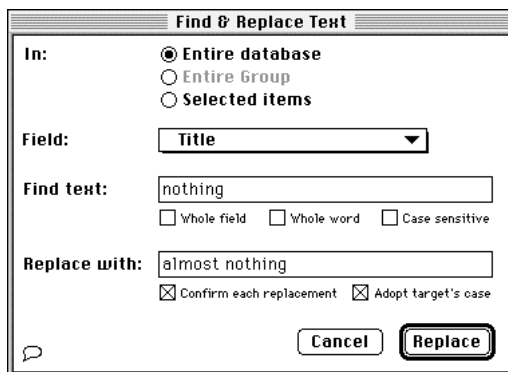 Find & Replace Text
In: Entire database
Entire Group
Selected items
Field: Title
Find text: nothing
Whole field Whole word Case sensitive
Replace with: almost nothing
Confirm each replacement Adopt target's case
Cancel Replace